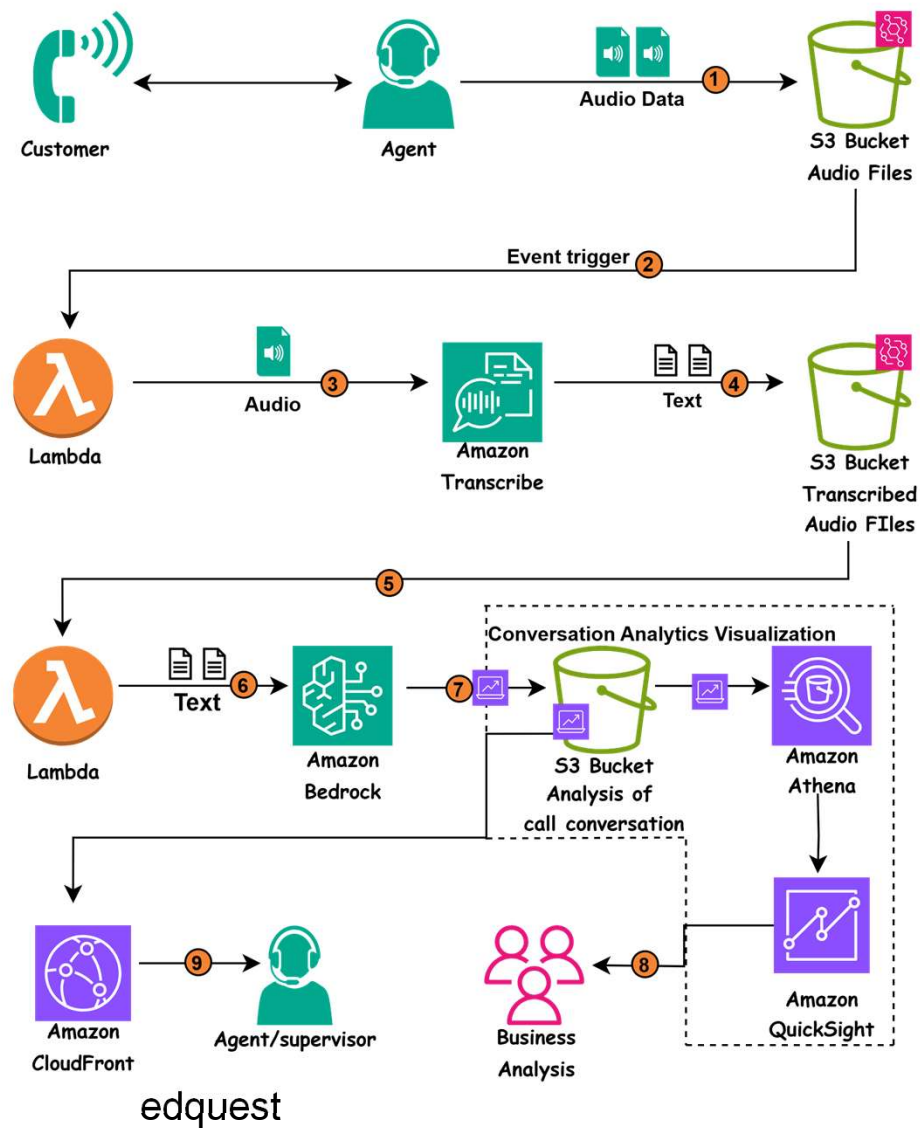 Audio Data
1
Customer
Agent
S3 Bucket
Audio Files
Event trigger
2
Audio
3
Text
4
Lambda
Amazon
Transcribe
S3 Bucket
Transcribed
Audio FIles
5
Conversation Analytics Visualization
Text
6
7
Lambda
Amazon
Bedrock
S3 Bucket
Analysis of
call conversation
Amazon
Athena
9
8
Amazon
CloudFront
Agent/supervisor
Business
Analysis
Amazon
QuickSight
edquest